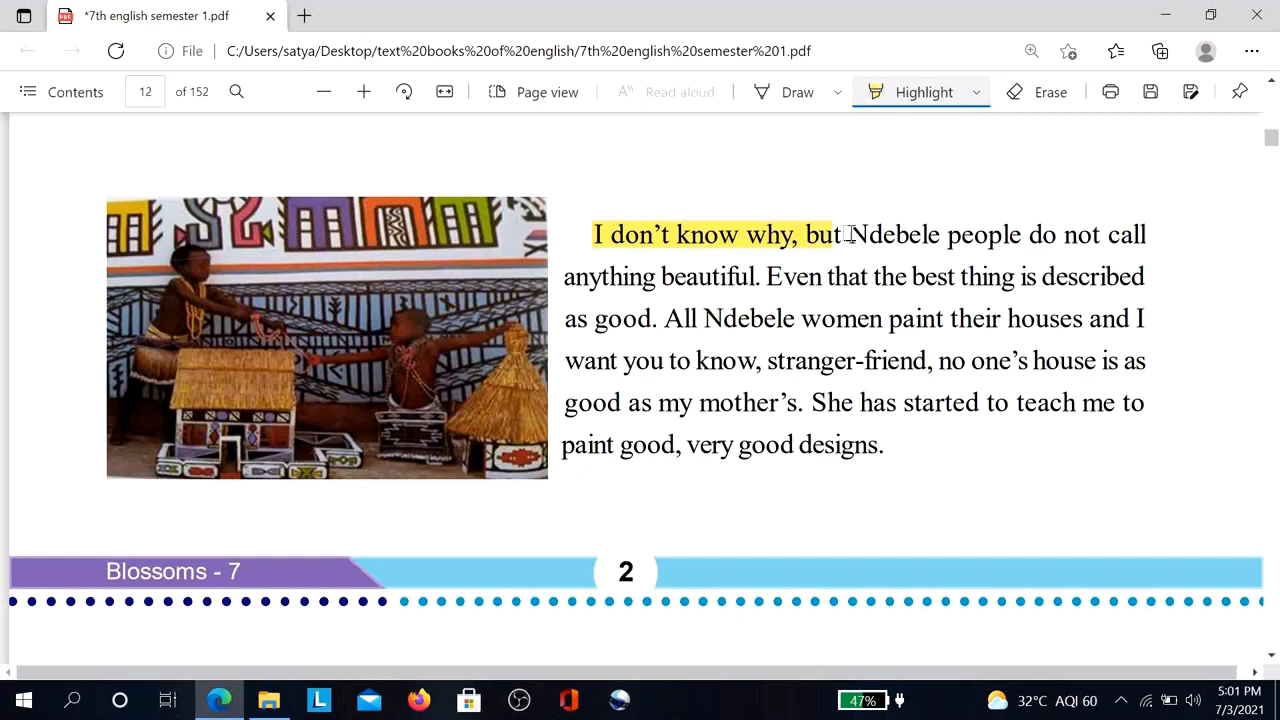 *7th english semester 1.pdf
File C:/Users/satya/Desktop/text%20books%20of%20english/7th%20english%20semester%201.pdf
Contents 12 of 152 Page view Read aloud Draw Highlight Erase
I don't know why, but Ndebele people do not call
anything beautiful. Even that the best thing is described
as good. All Ndebele women paint their houses and I
want you to know, stranger-friend, no one's house is as
good as my mother's. She has started to teach me to
paint good, very good designs.
Blossoms - 7
2
47% 32°C AQI 60 5:01 PM
7/3/2021